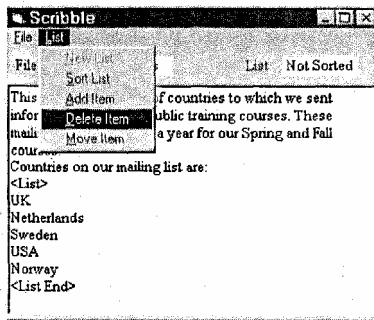 Scribble
File List
File s List Not Sorted
New List
Sort List
Add Item
Delete Item
Move Item
This of countries to which we sent
infor ublic training courses. These
maili a year for our Spring and Fall
courses.
Countries on our mailing list are:
<List>
UK
Netherlands
Sweden
USA
Norway
<List End>